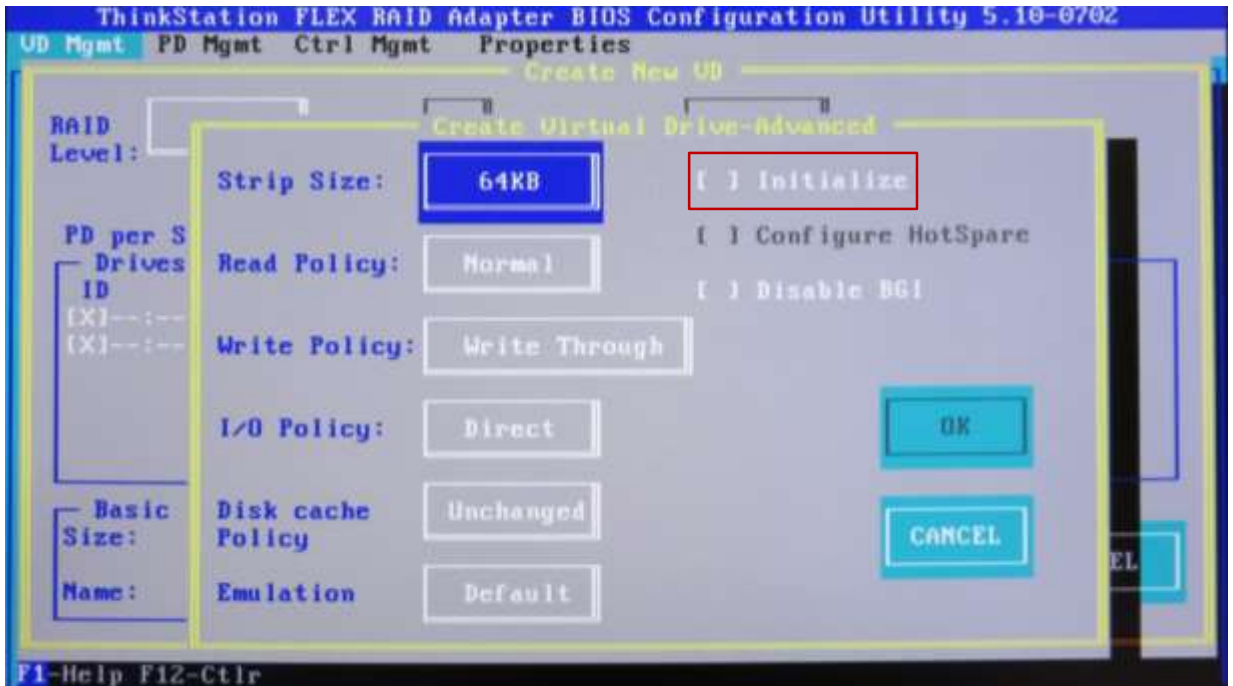 ThinkStation FLEX RAID Adapter BIOS Configuration Utility 5.10-0702
VD Mgmt PD Mgmt Ctrl Mgmt Properties
Create New VD
RAID
Level:
Create Virtual Drive-Advanced
Strip Size: 64KB [ ] Initialize
PD per S [ ] Configure HotSpare
Drives Read Policy: Normal
ID [ ] Disable BGI
[X]--:--
[X]--:-- Write Policy: Write Through
I/O Policy: Direct OK
Basic Disk cache Unchanged
Size: Policy CANCEL
EL
Name: Emulation Default
F1-Help F12-Ctlr